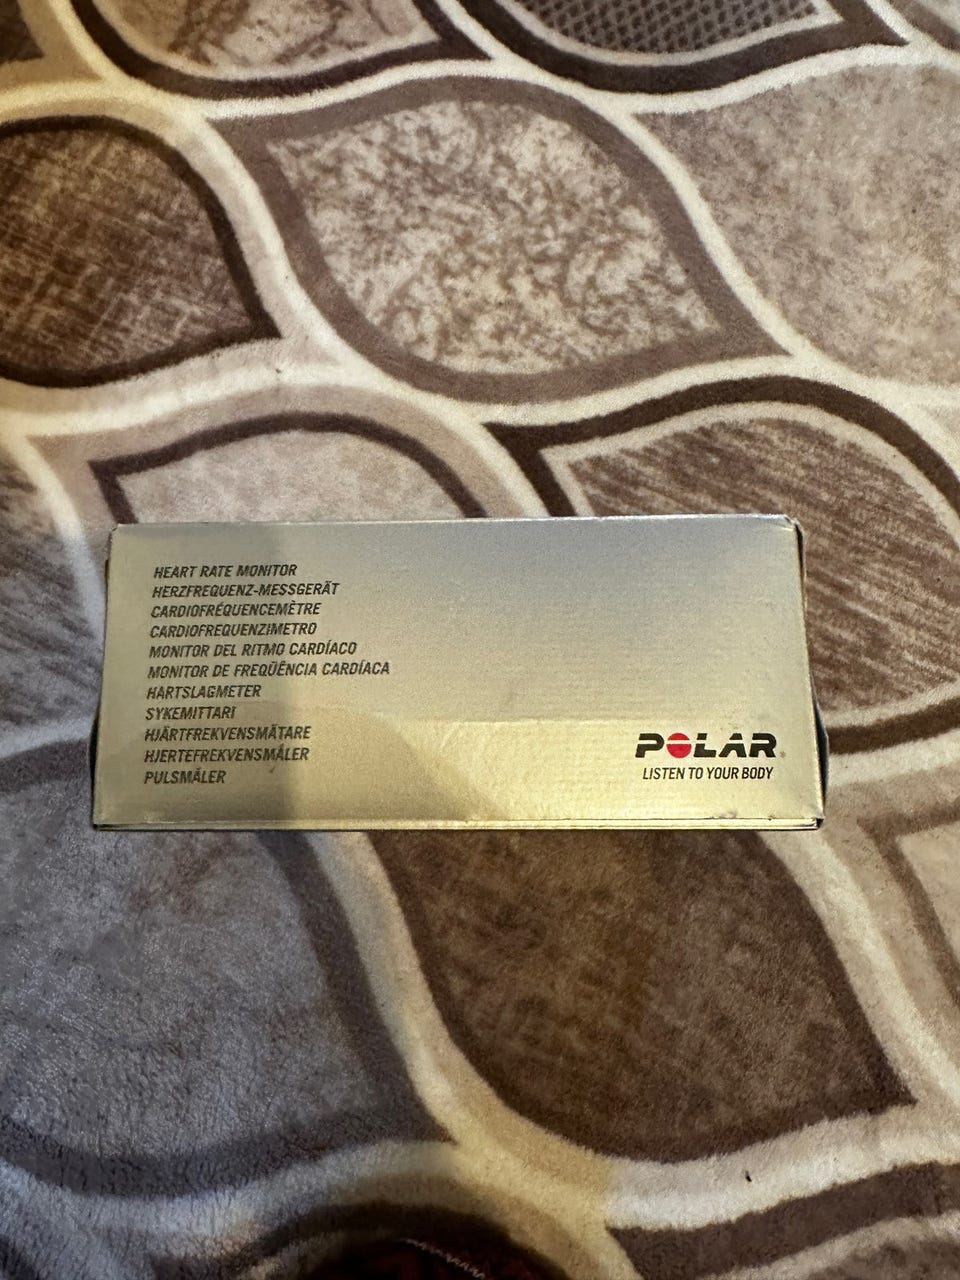 HEART RATE MONITOR
HERZFREQUENZ-MESSGERÄT
CARDIOFRÉQUENCEMÈTRE
CARDIOFREQUENZIMETRO
MONITOR DEL RITMO CARDÍACO
MONITOR DE FREQÜÊNCIA CARDÍACA
HARTSLAGMETER
SYKEMITTARI
HJÄRTFREKVENSMÄTARE
HJERTEFREKVENSMÅLER
PULSMÅLER
POLAR®
LISTEN TO YOUR BODY